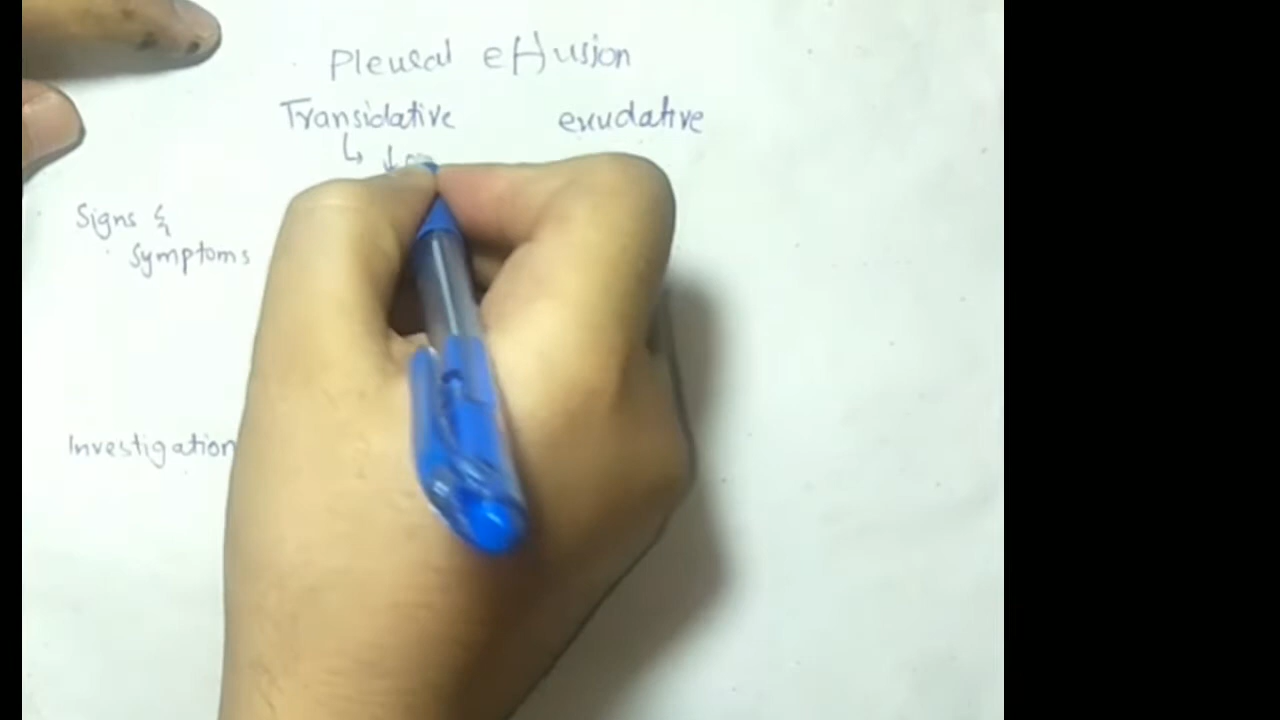 Pleural effusion
Transidative exudative
↳ ↓
Signs &
Symptoms
Investigation